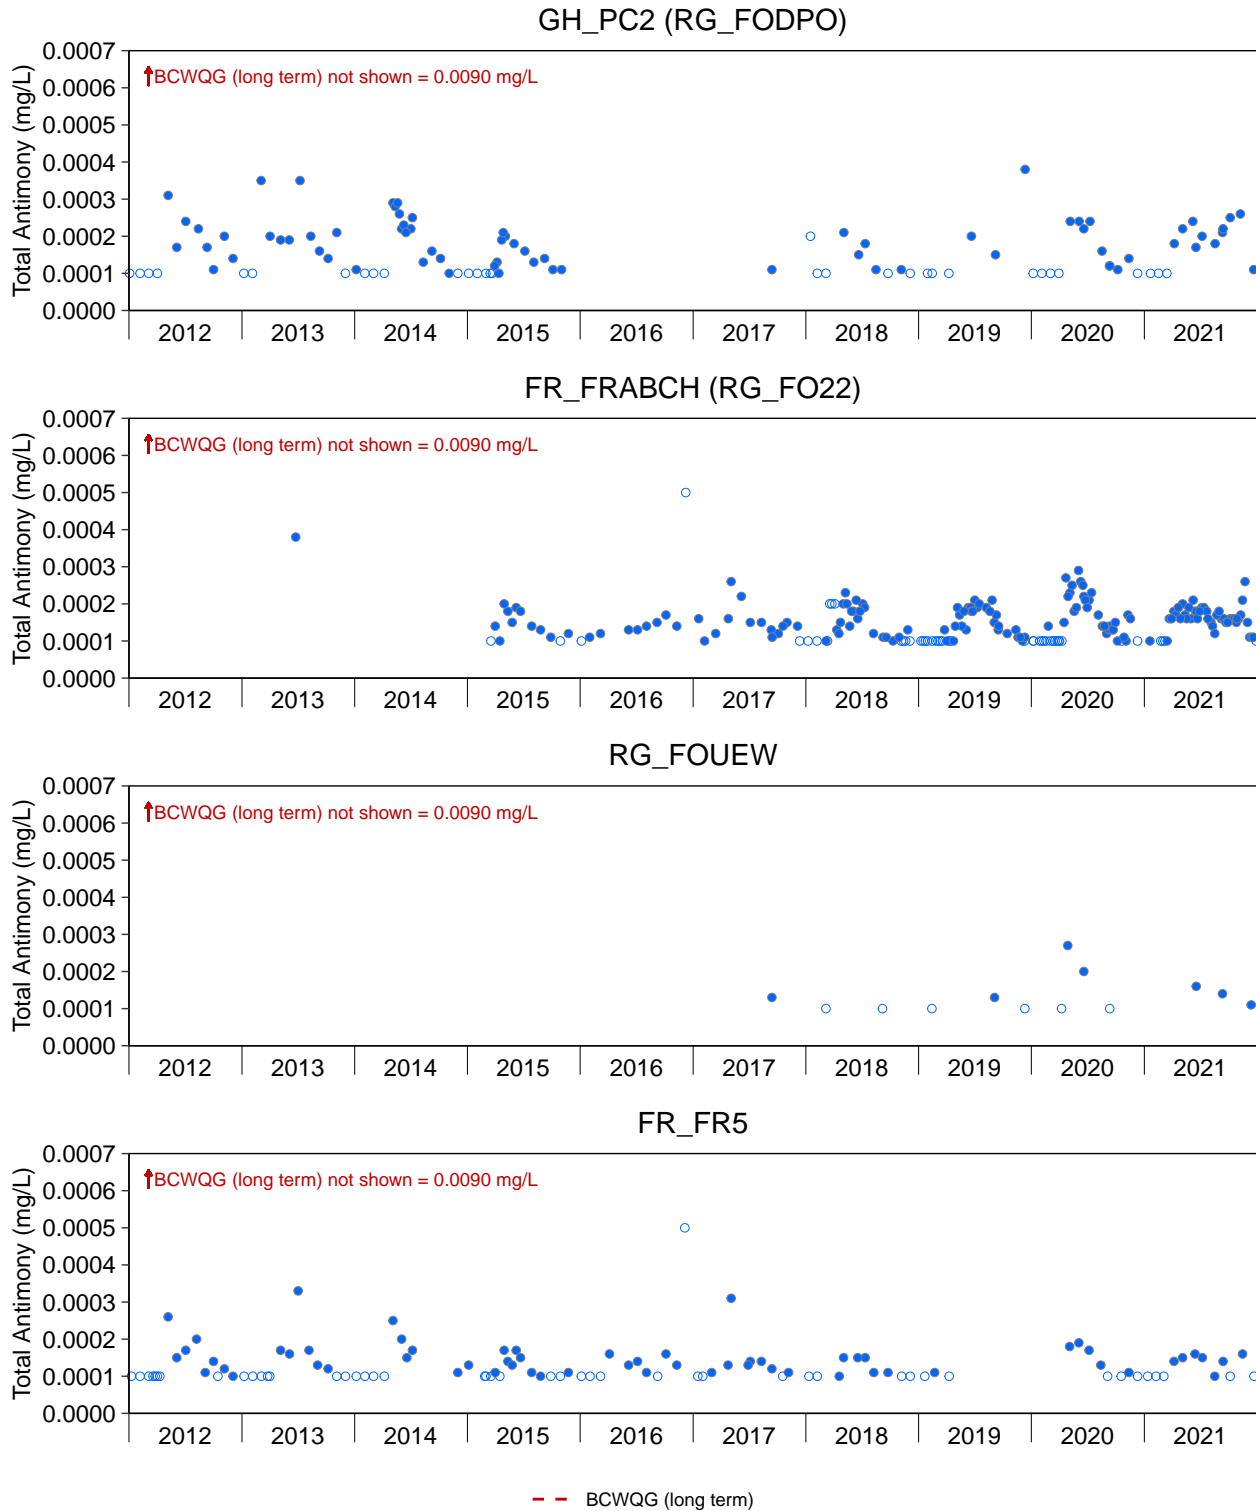 GH_PC2 (RG_FODPO)
Total Antimony (mg/L)
0.0007
0.0006
0.0005
0.0004
0.0003
0.0002
0.0001
0.0000
BCWQG (long term) not shown = 0.0090 mg/L
2012 2013 2014 2015 2016 2017 2018 2019 2020 2021
FR_FRABCH (RG_FO22)
Total Antimony (mg/L)
0.0007
0.0006
0.0005
0.0004
0.0003
0.0002
0.0001
0.0000
BCWQG (long term) not shown = 0.0090 mg/L
2012 2013 2014 2015 2016 2017 2018 2019 2020 2021
RG_FOUEW
Total Antimony (mg/L)
0.0007
0.0006
0.0005
0.0004
0.0003
0.0002
0.0001
0.0000
BCWQG (long term) not shown = 0.0090 mg/L
2012 2013 2014 2015 2016 2017 2018 2019 2020 2021
FR_FR5
Total Antimony (mg/L)
0.0007
0.0006
0.0005
0.0004
0.0003
0.0002
0.0001
0.0000
BCWQG (long term) not shown = 0.0090 mg/L
2012 2013 2014 2015 2016 2017 2018 2019 2020 2021
BCWQG (long term)